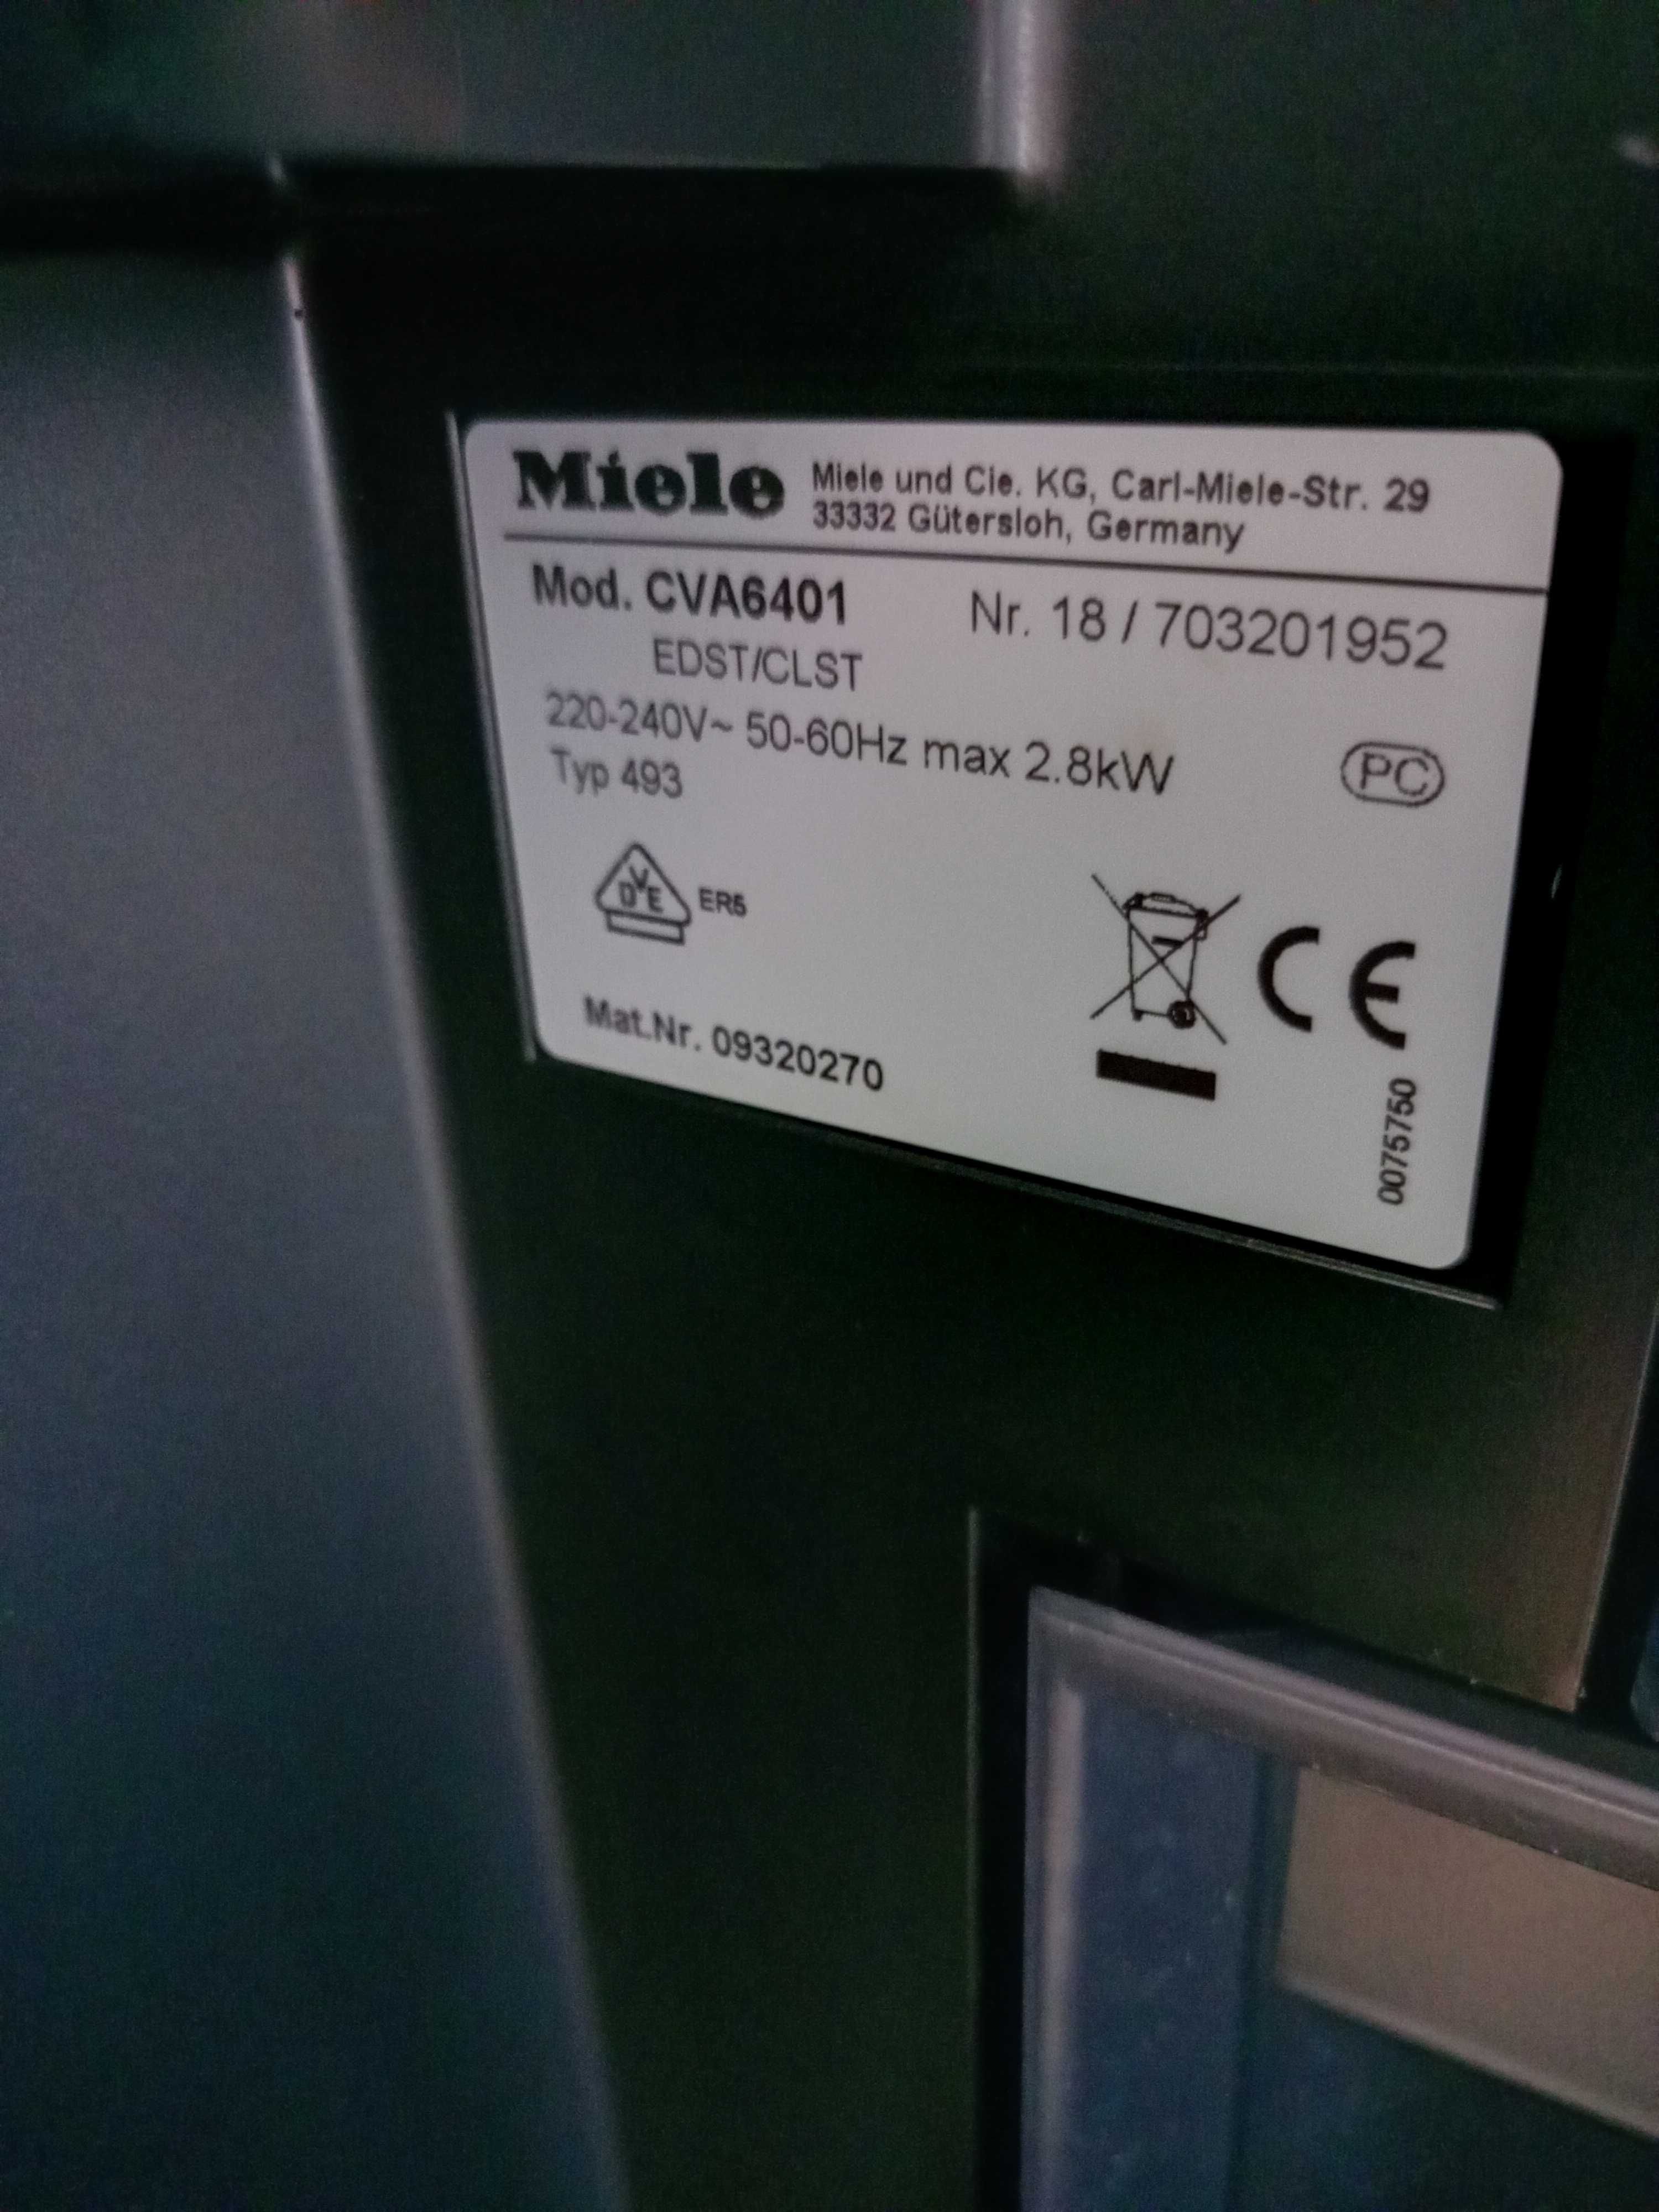 Miele
Miele und Cie. KG, Carl-Miele-Str. 29
33332 Gütersloh, Germany
Mod. CVA6401
Nr. 18 / 703201952
EDST/CLST
220-240V~ 50-60Hz max 2.8kW
Typ 493
PC
DVE ER5
CE
Mat.Nr. 09320270
0075750